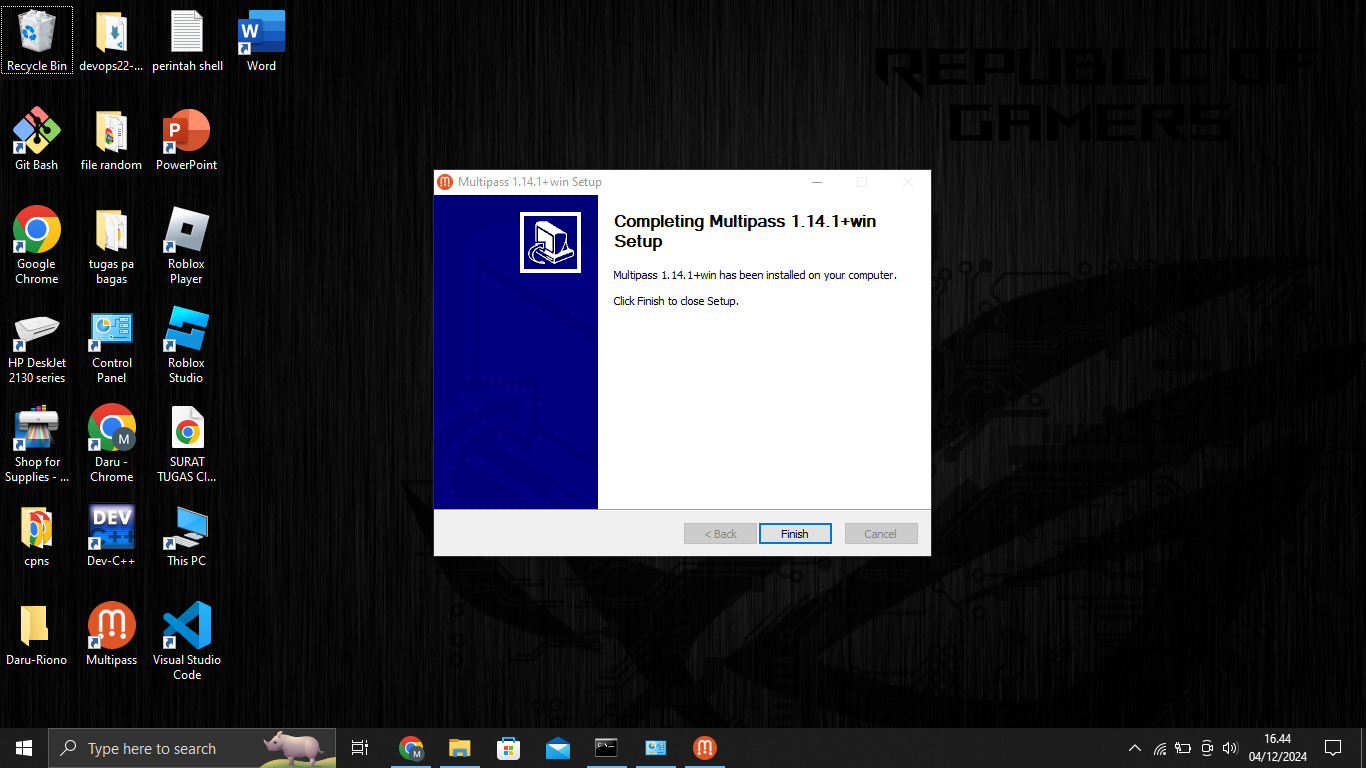 Recycle Bin
devops22-...
perintah shell
Word
REPUBLIC OF
GAMERS
Git Bash
file random
PowerPoint
Google
Chrome
tugas pa
bagas
Roblox
Player
HP DeskJet
2130 series
Control
Panel
Roblox
Studio
Shop for
Supplies - ...
M
Daru -
Chrome
SURAT
TUGAS CI...
cpns
DEV
C++
Dev-C++
This PC
Daru-Riono
Multipass
Visual Studio
Code
Multipass 1.14.1+win Setup
Completing Multipass 1.14.1+win
Setup
Multipass 1.14.1+win has been installed on your computer.
Click Finish to close Setup.
< Back
Finish
Cancel
Type here to search
M
16.44
04/12/2024